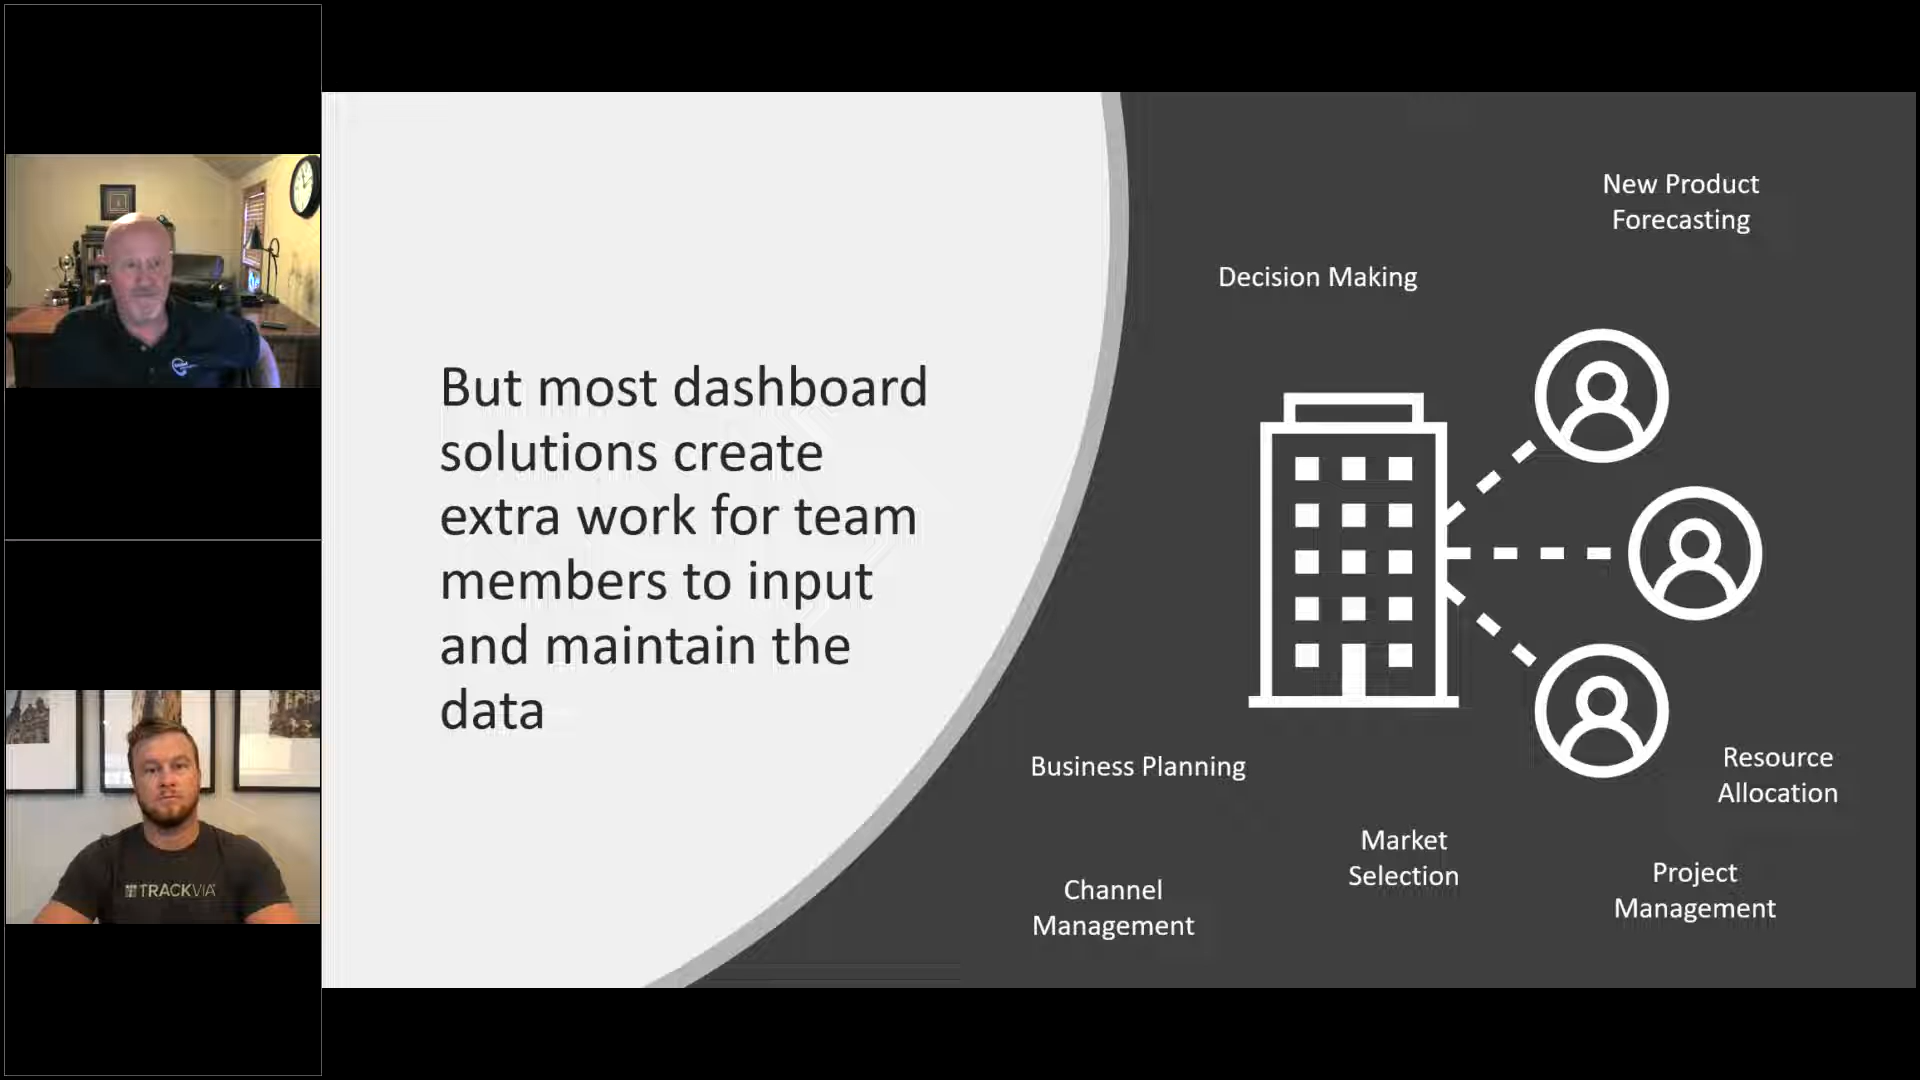 But most dashboard
solutions create
extra work for team
members to input
and maintain the
data
New Product
Forecasting
Decision Making
Business Planning
Resource
Allocation
Market
Selection
Project
Management
Channel
Management
TRACKVIA